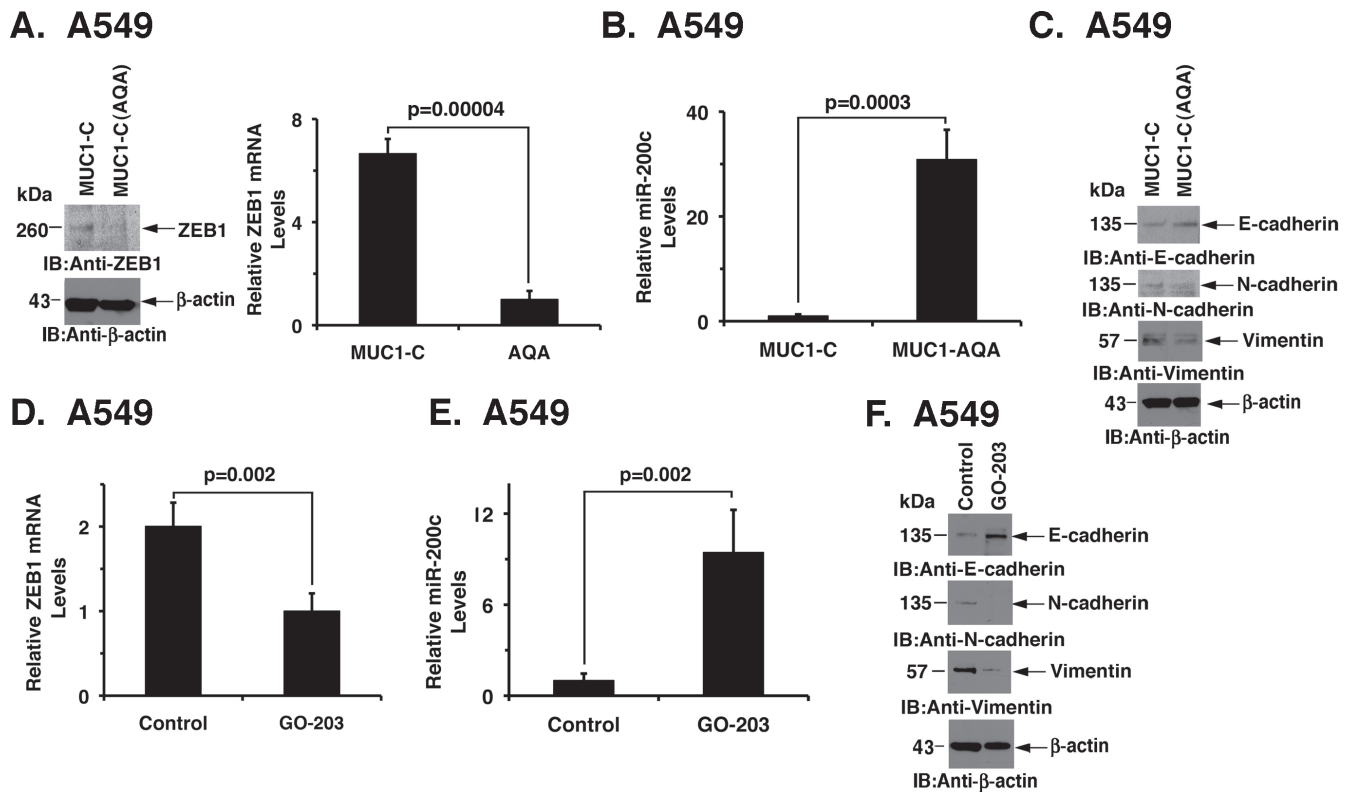 A. A549
kDa
MUC1-C
MUC1-C(AQA)
260
ZEB1
IB:Anti-ZEB1
43
β-actin
IB:Anti-β-actin
Relative ZEB1 mRNA
Levels
8
4
0
p=0.00004
MUC1-C
AQA
B. A549
Relative miR-200c
Levels
40
20
0
p=0.0003
MUC1-C
MUC1-AQA
C. A549
kDa
MUC1-C
MUC1-C(AQA)
135
E-cadherin
IB:Anti-E-cadherin
135
N-cadherin
IB:Anti-N-cadherin
57
Vimentin
IB:Anti-Vimentin
43
β-actin
IB:Anti-β-actin
D. A549
Relative ZEB1 mRNA
Levels
2
1
0
p=0.002
Control
GO-203
E. A549
Relative miR-200c
Levels
12
6
0
p=0.002
Control
GO-203
F. A549
kDa
Control
GO-203
135
E-cadherin
IB:Anti-E-cadherin
135
N-cadherin
IB:Anti-N-cadherin
57
Vimentin
IB:Anti-Vimentin
43
β-actin
IB:Anti-β-actin